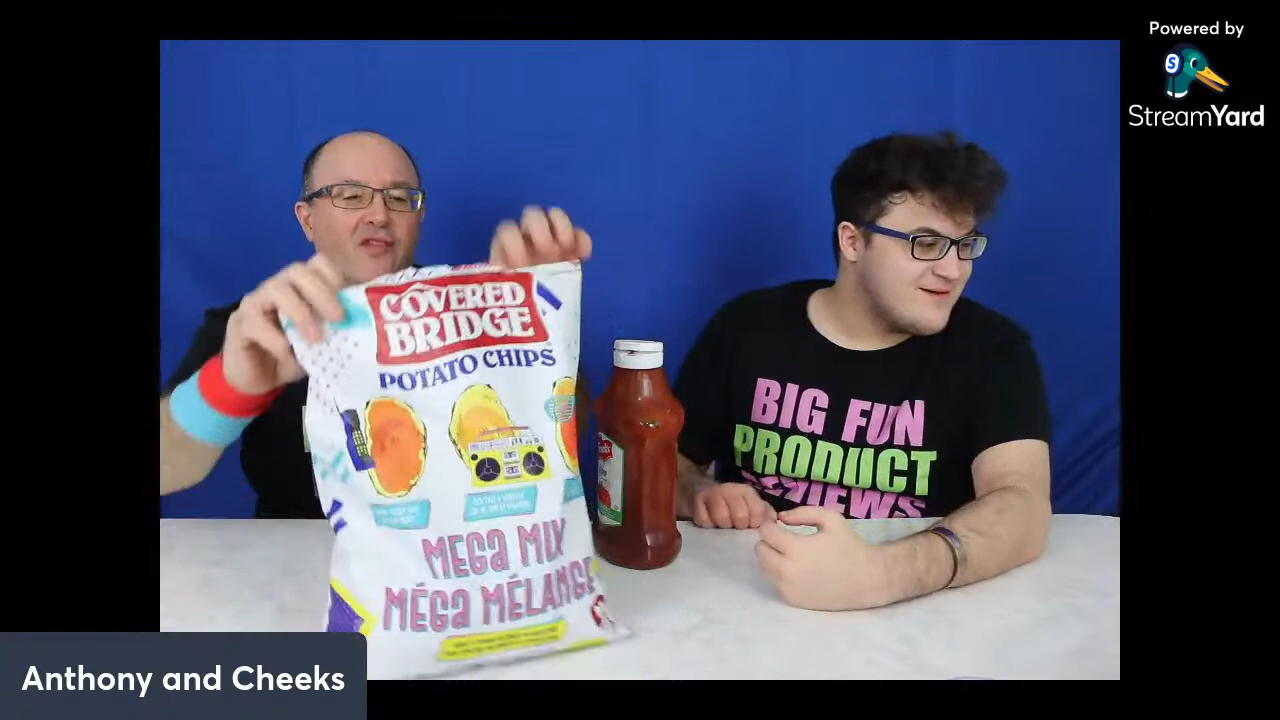 Powered by
S
StreamYard
COVERED
BRIDGE
POTATO CHIPS
MEGA MIX
MÉGA MÉLANGE
BIG FUN
PRODUCT
REVIEWS
Anthony and Cheeks